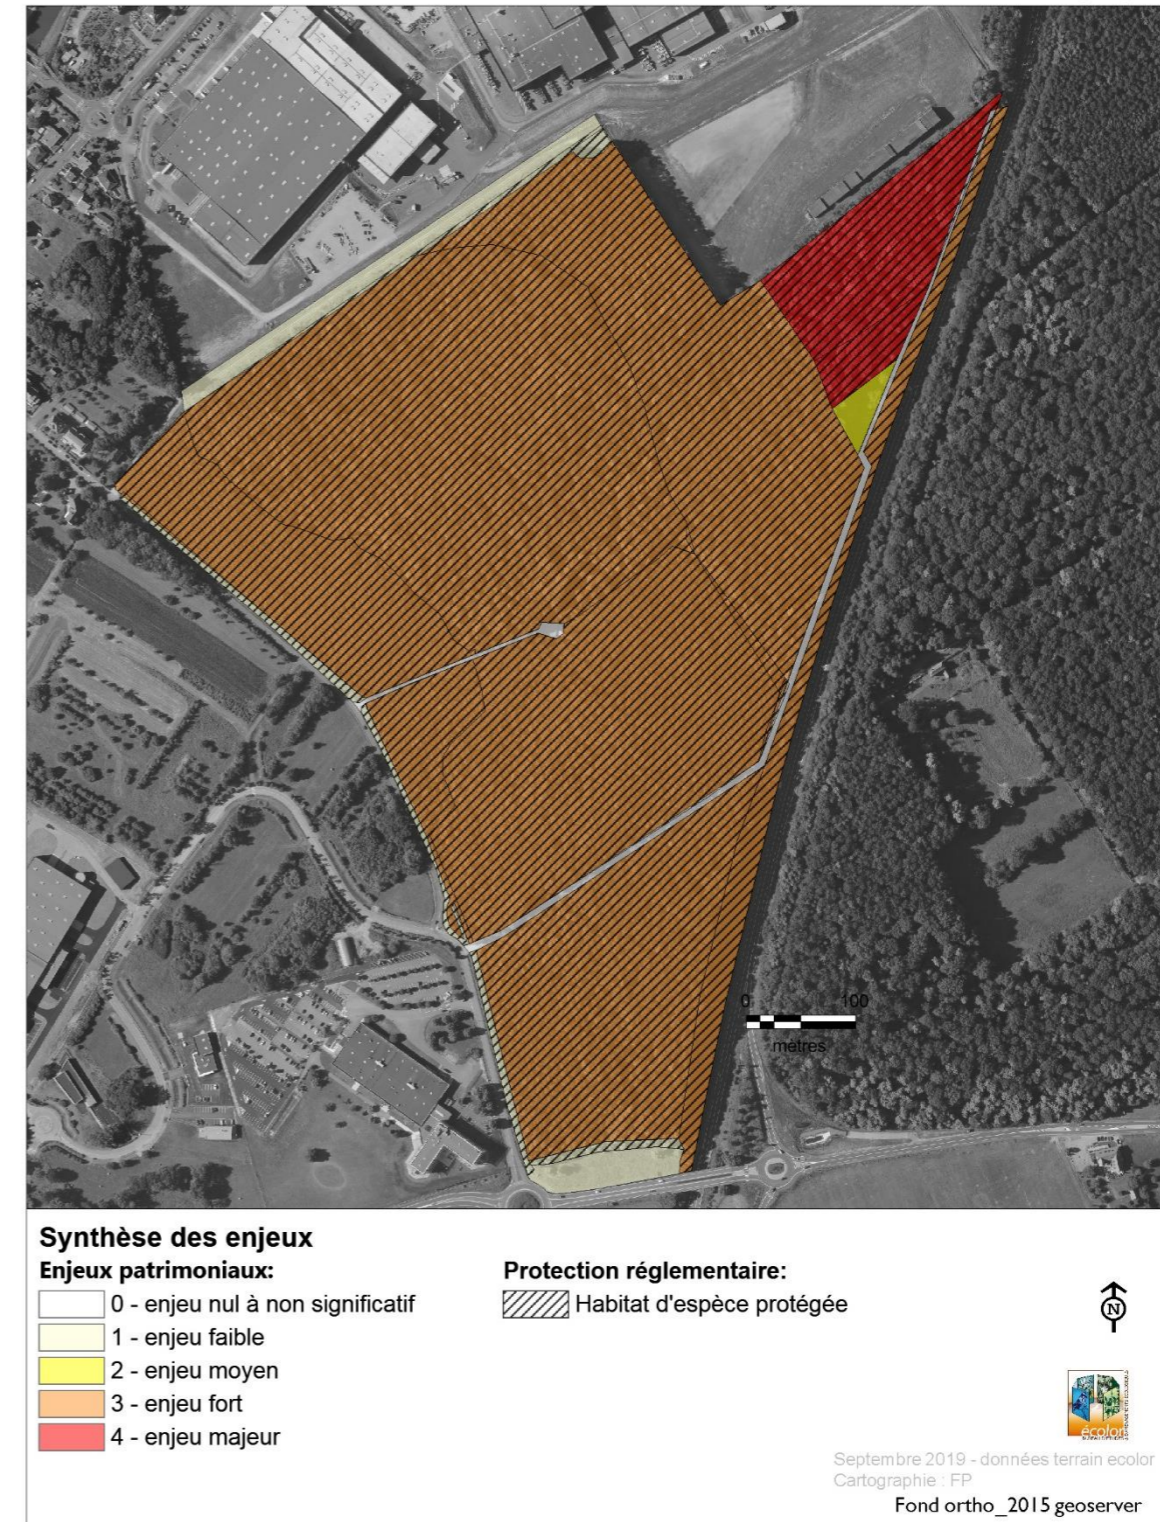 0 100
mètres
Synthèse des enjeux
Enjeux patrimoniaux:
0 - enjeu nul à non significatif
1 - enjeu faible
2 - enjeu moyen
3 - enjeu fort
4 - enjeu majeur
Protection réglementaire:
Habitat d'espèce protégée
N
écolor
Septembre 2019 - données terrain ecolor
Cartographie : FP
Fond ortho_2015 geoserver